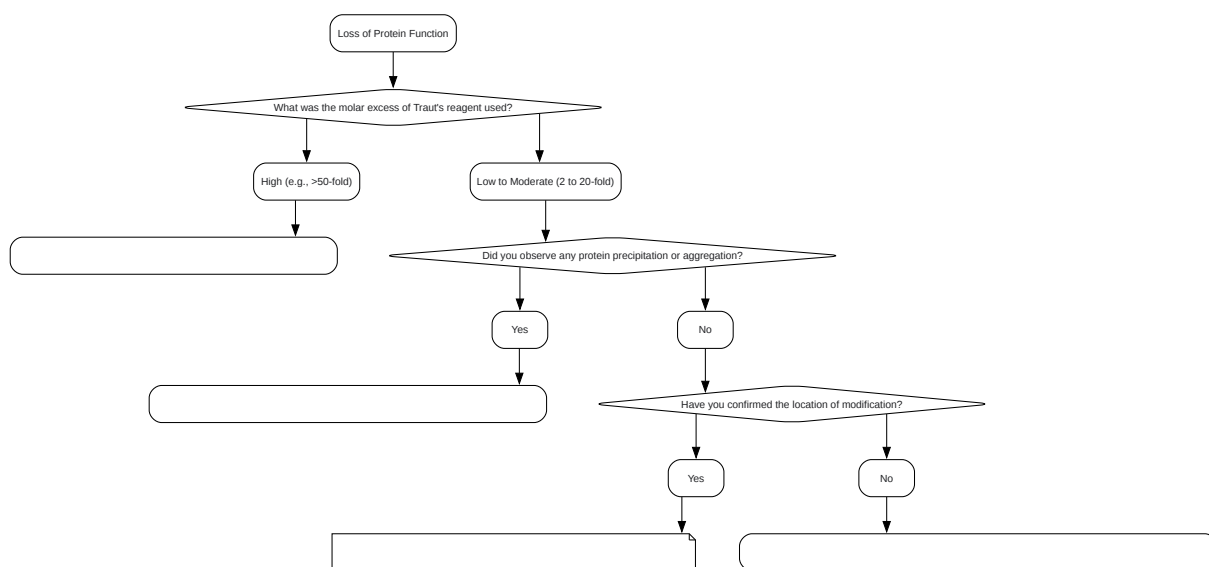 Loss of Protein Function
What was the molar excess of Traut's reagent used?
High (e.g., >50-fold)
Low to Moderate (2 to 20-fold)
Did you observe any protein precipitation or aggregation?
Yes
No
Have you confirmed the location of modification?
Yes
No